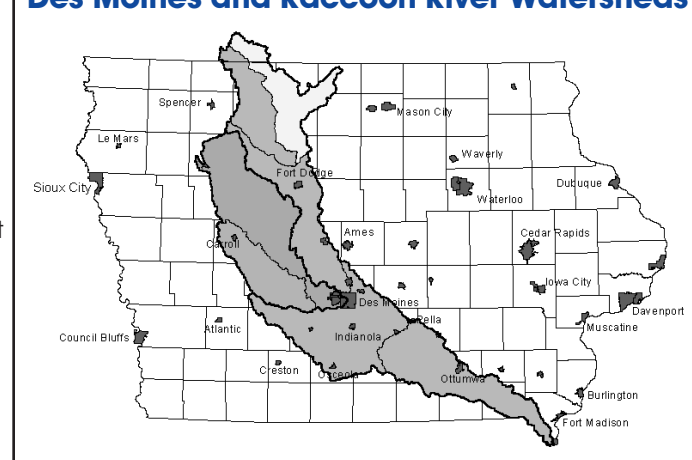 Des Moines and Raccoon River Watersheds
Spencer
Mason City
Le Mars
Waverly
Fort Dodge
Sioux City
Dubuque
Waterloo
Carroll
Ames
Cedar Rapids
Iowa City
Des Moines
Davenport
Atlantic
Pella
Muscatine
Council Bluffs
Indianola
Creston
Osceola
Ottumwa
Burlington
Fort Madison